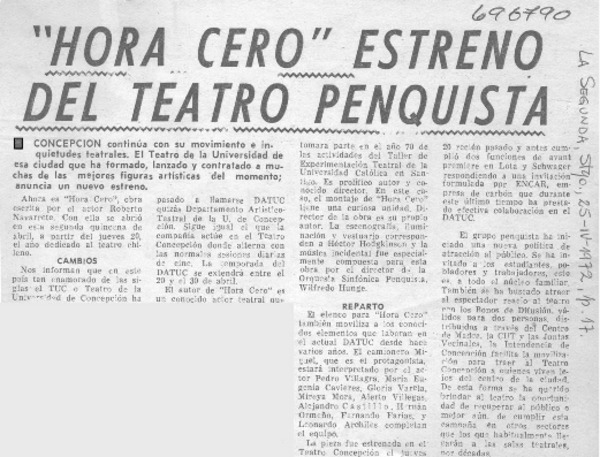 696790
"HORA CERO" ESTRENO
DEL TEATRO PENQUISTA
CONCEPCION continúa con su movimiento e in-
quietudes teatrales. El Teatro de la Universidad de
esa ciudad que ha formado, lanzado y contratado a mu-
chas de las mejores figuras artísticas del momento;
anuncia un nuevo estreno.
Ahora es "Hora Cero", obra
escrita por el actor Roberto
Navarrete. Con ella se abrió
en esta segunda quincena de
abril, a partir del jueves 20,
el año dedicado al teatro chi-
leno.
CAMBIOS
Nos informan que en este
país tan enamorado de las si-
glas el TUC o Teatro de la
Universidad de Concepción ha
pasado a llamarse DATUC
quizás Departamento Artístico-
Teatral de la U. de Concep-
ción. Sigue igual el que la
compañía actúe en el Teatro
Concepción donde alterna con
las normales sesiones diarias
de cine. La temporada del
DATUC se extenderá entre el
20 y el 30 de abril.
El autor de "Hora Cero" es
un conocido actor teatral que
tomara parte en el año 70 de
las actividades del Taller de
Experimentación Teatral de la
Universidad Católica en San-
tiago. Es prolífico autor y co-
nocido director. En este ca-
so, el montaje de "Hora Cero"
tiene una curiosa unidad. Di-
rector de la obra es su propio
autor. La escenografía, ilumi-
nación y vestuario corresponden
a Héctor Hodgkinson y la
música incidental fue especial-
mente compuesta para esta
obra por el director de la
Orquesta Sinfónica Penquista,
Wilfredo Hunge.
REPARTO
El elenco para "Hora Cero"
también moviliza a los conoci-
dos elementos que laboran en
el actual DATUC desde hace
varios años. El camionero Mi-
guel, que es el protagonista,
estará interpretado por el ac-
tor Pedro Villagra, María Eu-
genia Cavieres, Gloria Varela,
Mireya Mora, Alerto Villegas,
Alejandro Castillo, Hernán
Ormeño, Fernando Farías, y
Leonardo Archiles completan
el equipo.
La pieza fue estrenada en el
Teatro Concepción el jueves
20 recién pasado y antes cum-
plió dos funciones de avant
premiere en Lota y Schwager
respondiendo a una invitación
formulada por ENCAR, em-
presa de carbón que durante
este último tiempo ha pres-
tado efectiva colaboración en el
DATUC.
El grupo penquista ha ini-
ciado una nueva política de
atracción al público. Se ha in-
vitado a los estudiantes, po-
bladores y trabajadores, esto
es, a todo el núcleo familiar.
También se ha buscado atraer
al espectador reacio al teatro
con los Bonos de Difusión, vá-
lidos para dos personas, dis-
tribuidos a través del Centro
de Madres, la CUT y las Juntas
Vecinales, la Intendencia de
Concepción facilita la moviliza-
ción para traer al Teatro
Concepción a quienes viven lejos
del centro de la ciudad.
De esta forma se ha querido
brindar al teatro la oportuni-
dad de recuperar al público o
mejor aún, de cumplir esta
campaña en otros sectores
que los que habitualmente lle-
narán a las salas teatrales,
por décadas.
LA SEGUNDA, Stgo, 25-IV-1972 p. 17.